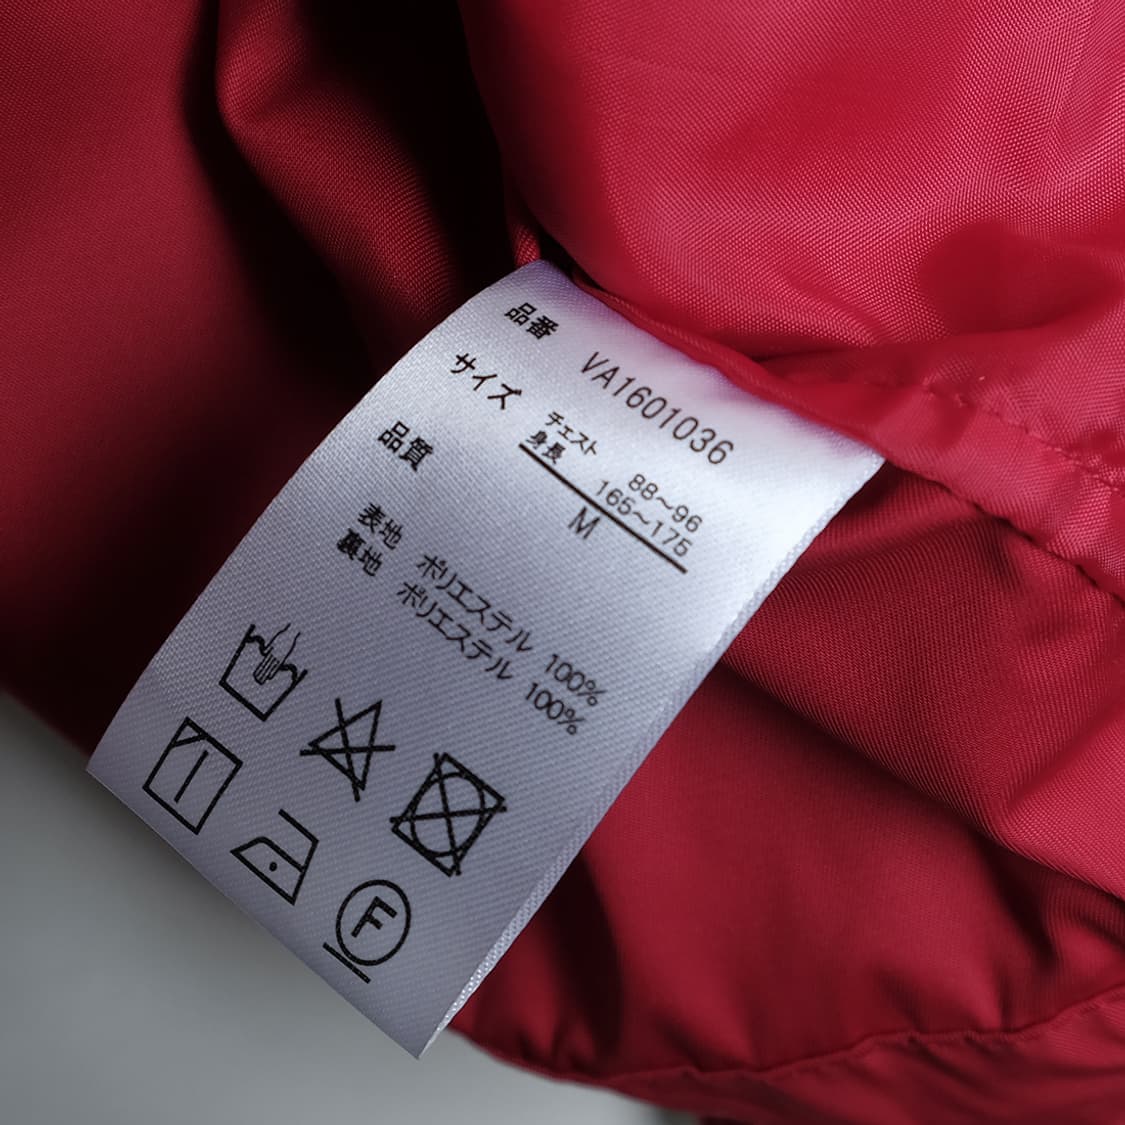 品番 VA1601036
サイズ チェスト 88~96
身長 165~175
M
品質
表地 ポリエステル 100%
裏地 ポリエステル 100%
F